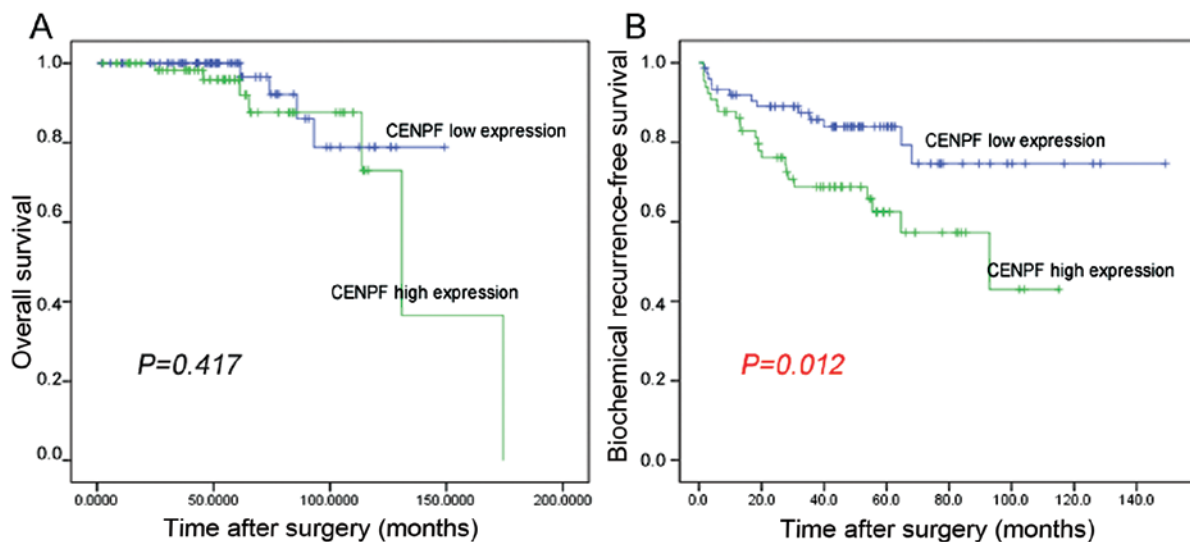 A
Overall survival
1.0
0.8
0.6
0.4
0.2
0.0
CENPF low expression
CENPF high expression
P=0.417
0.0000 50.0000 100.0000 150.0000 200.0000
Time after surgery (months)
B
Biochemical recurrence-free survival
1.0
0.8
0.6
0.4
0.2
0.0
CENPF low expression
CENPF high expression
P=0.012
0.0 20.0 40.0 60.0 80.0 100.0 120.0 140.0
Time after surgery (months)